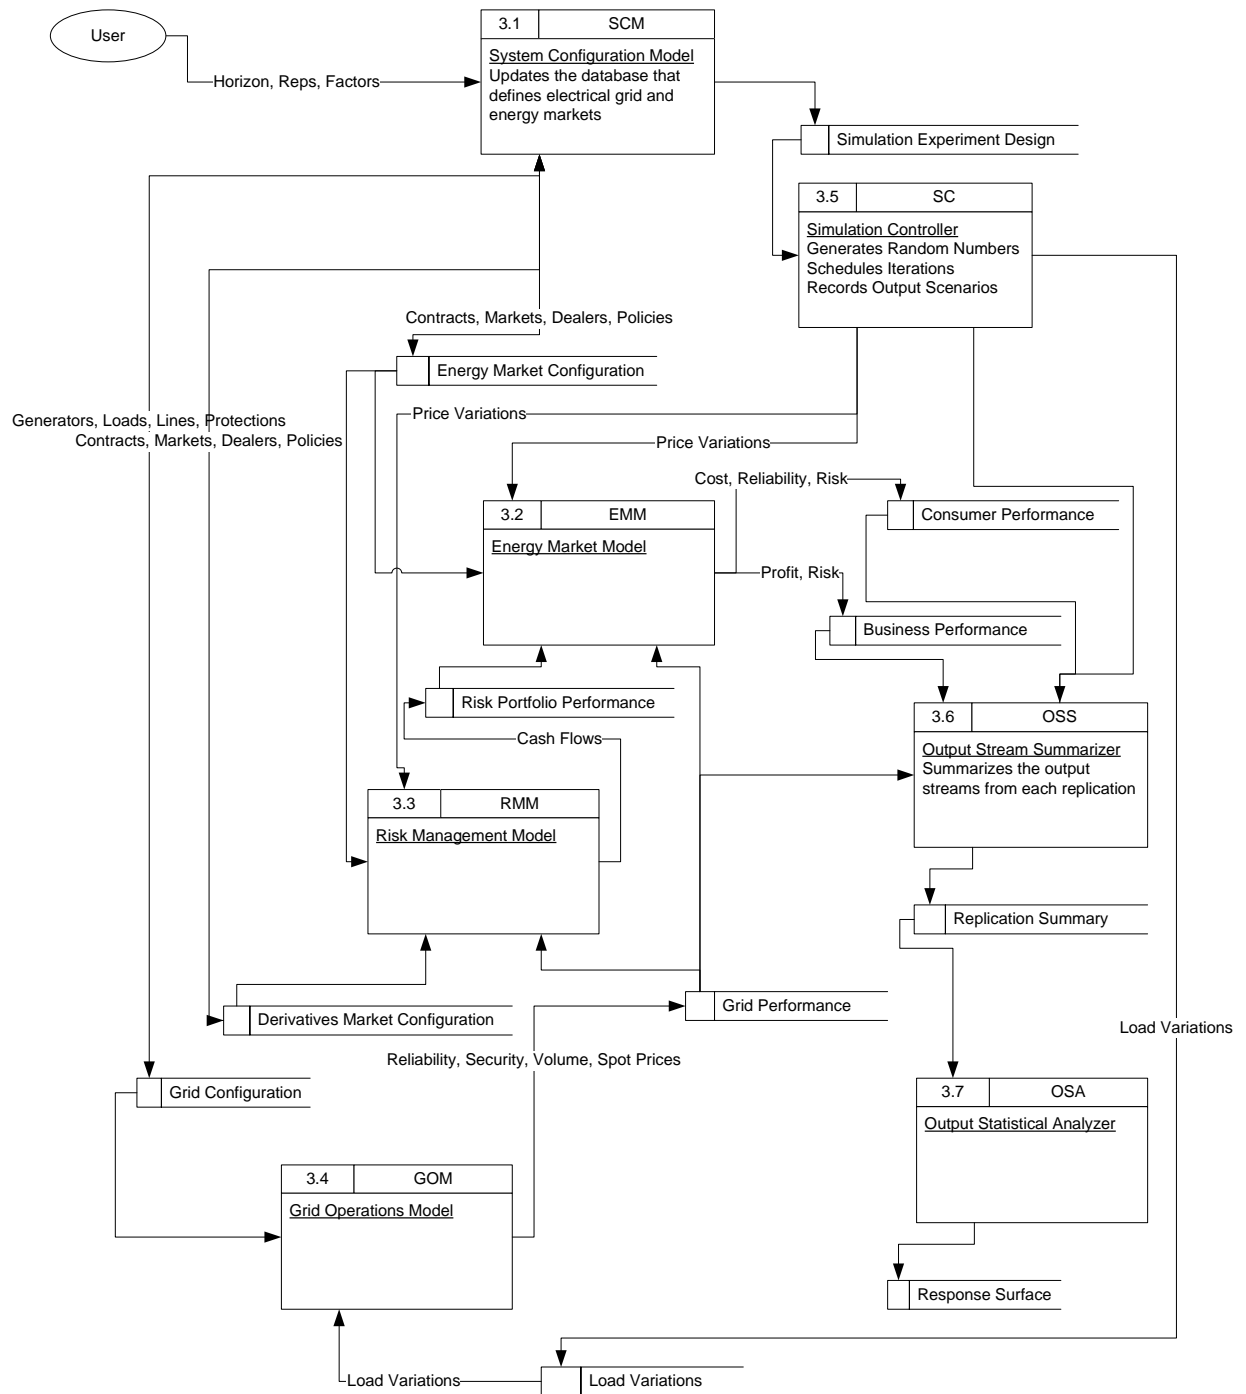 User
3.1 SCM
System Configuration Model
Updates the database that
defines electrical grid and
energy markets
Horizon, Reps, Factors
Simulation Experiment Design
3.5 SC
Simulation Controller
Generates Random Numbers
Schedules Iterations
Records Output Scenarios
Contracts, Markets, Dealers, Policies
Energy Market Configuration
Generators, Loads, Lines, Protections
Contracts, Markets, Dealers, Policies
Price Variations
Price Variations
Cost, Reliability, Risk
Consumer Performance
3.2 EMM
Energy Market Model
Profit, Risk
Business Performance
Risk Portfolio Performance
Cash Flows
3.6 OSS
Output Stream Summarizer
Summarizes the output
streams from each replication
3.3 RMM
Risk Management Model
Replication Summary
Derivatives Market Configuration
Grid Performance
Load Variations
Reliability, Security, Volume, Spot Prices
Grid Configuration
3.7 OSA
Output Statistical Analyzer
3.4 GOM
Grid Operations Model
Response Surface
Load Variations
Load Variations